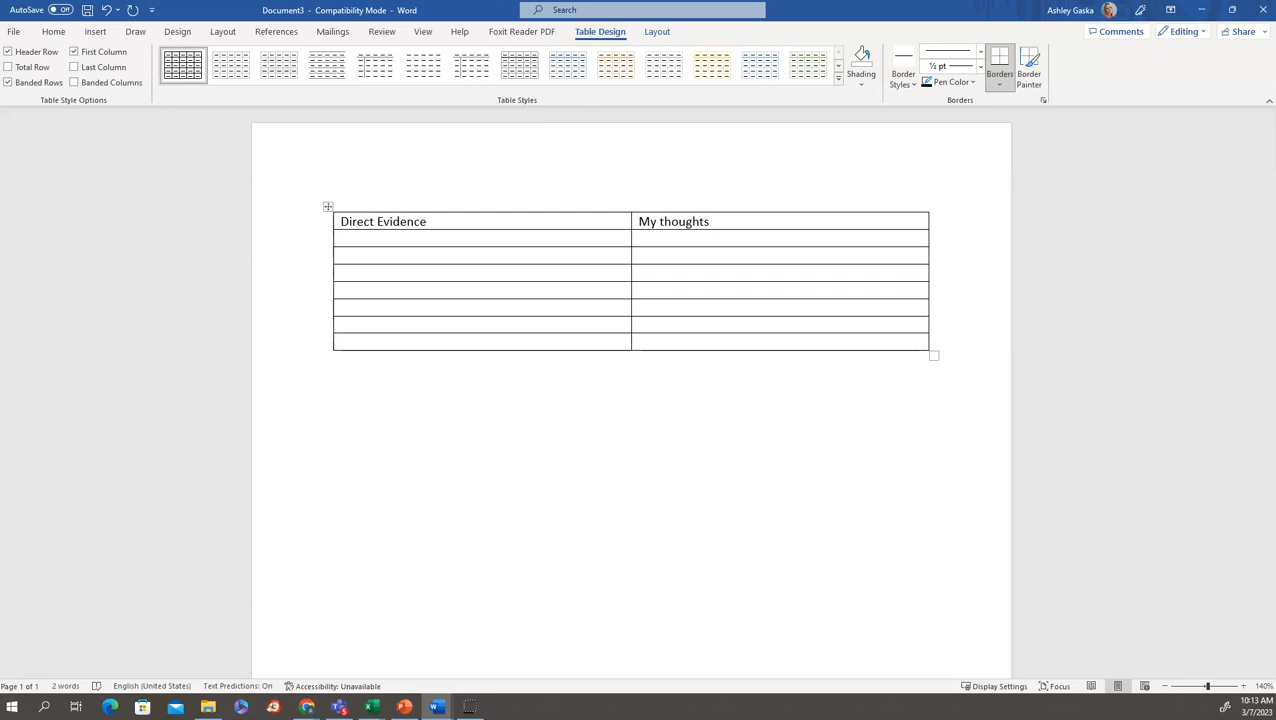 AutoSave Off Document3 - Compatibility Mode - Word Search Ashley Gaska
File Home Insert Draw Design Layout References Mailings Review View Help Foxit Reader PDF Table Design Layout Comments Editing Share
Header Row First Column
Total Row Last Column
Banded Rows Banded Columns
Shading
Border Styles
½ pt
Pen Color
Borders
Border Painter
Table Style Options Table Styles Borders
Direct Evidence My thoughts
Page 1 of 1 2 words English (United States) Text Predictions: On Accessibility: Unavailable Display Settings Focus 140%
10:13 AM
3/7/2023